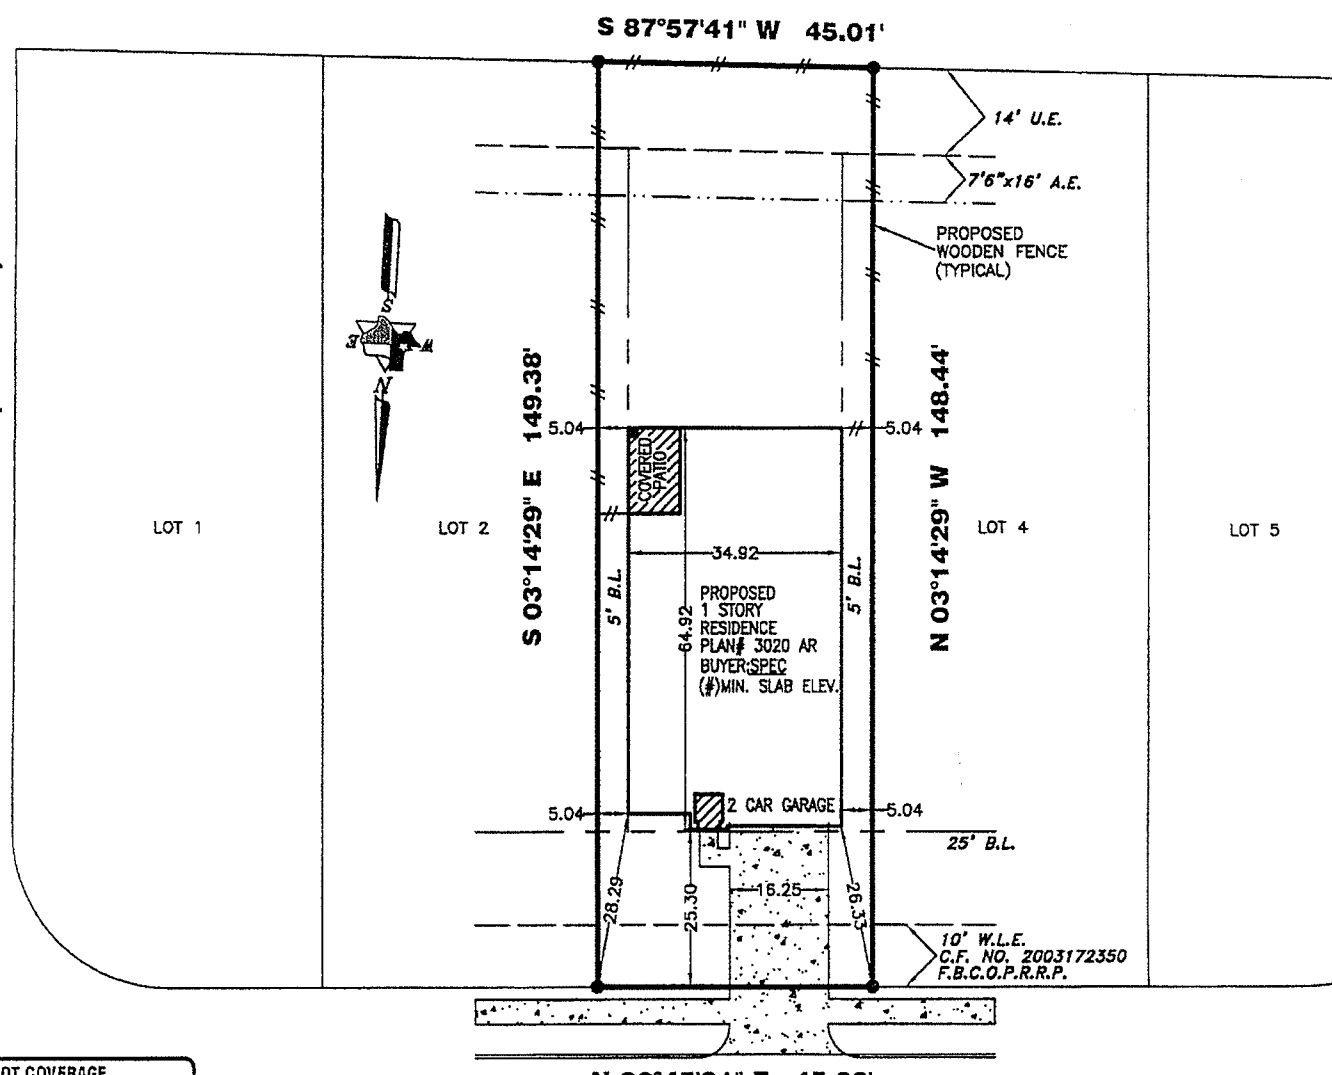 S 87°57'41" W 45.01'
14' U.E.
7'6"x16' A.E.
PROPOSED
WOODEN FENCE
(TYPICAL)
S
E
W
N
S 03°14'29" E 149.38'
N 03°14'29" W 148.44'
5.04
5.04
COVERED
PATIO
LOT 1
LOT 2
LOT 4
LOT 5
34.92
5' B.L.
5' B.L.
64.92
PROPOSED
1 STORY
RESIDENCE
PLAN# 3020 AR
BUYER:SPEC
(#)MIN. SLAB ELEV.
2 CAR GARAGE
5.04
5.04
25' B.L.
28.29
25.30
16.25
26.33
10' W.L.E.
C.F. NO. 2003172350
F.B.C.O.P.R.R.P.
COVERAGE